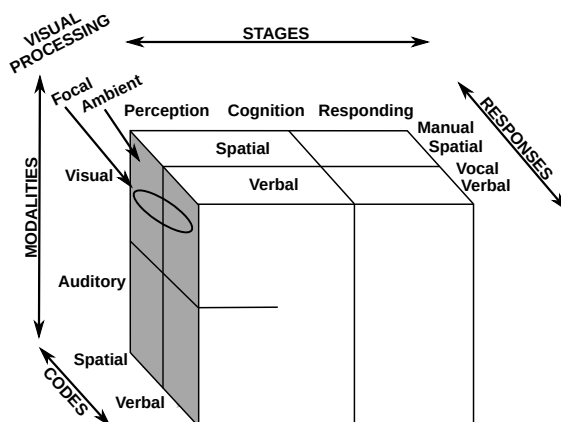 VISUAL
PROCESSING
STAGES
Focal
Ambient
Perception Cognition Responding
RESPONSES
Manual
Spatial
Spatial
Vocal
Verbal
Visual
Verbal
MODALITIES
Auditory
Spatial
CODES
Verbal